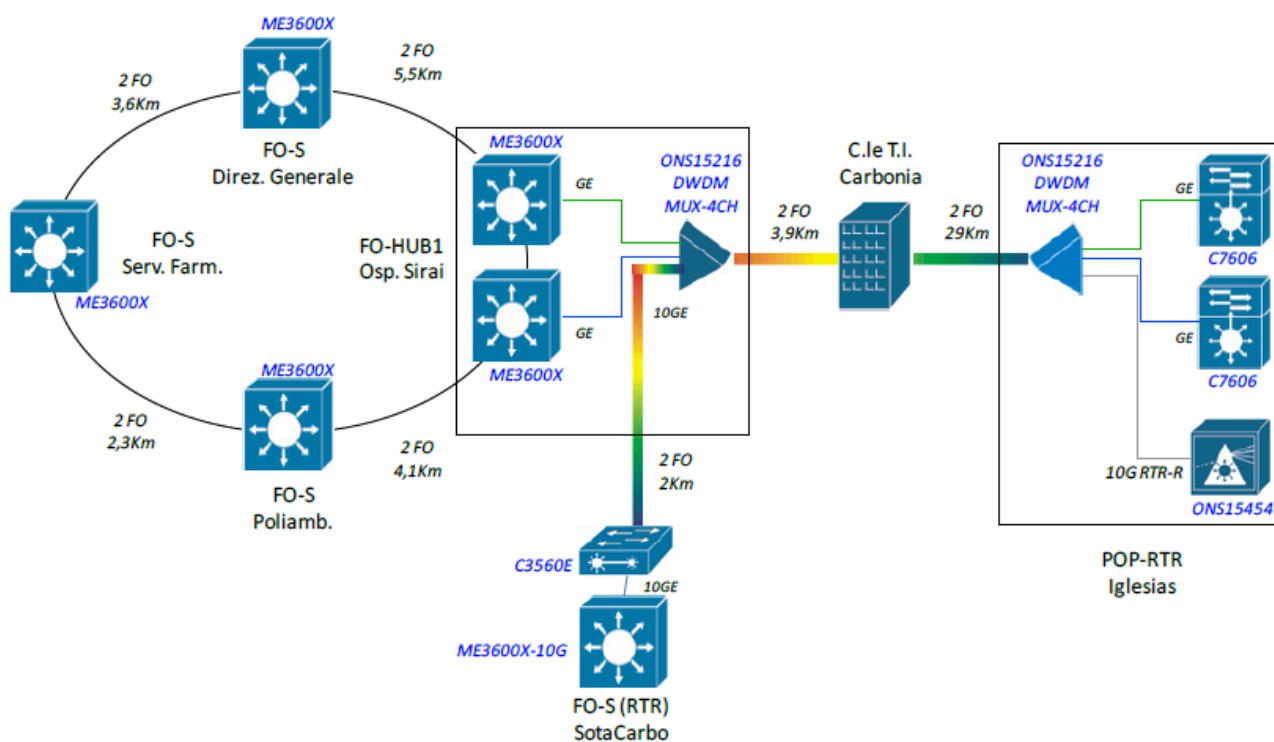 ME3600X
2 FO
5,5Km
2 FO
3,6Km
FO-S
Direz. Generale
ME3600X
GE
ONS15216
DWDM
MUX-4CH
C.le T.I.
Carbonia
ONS15216
DWDM
MUX-4CH
GE
C7606
FO-S
Serv. Farm.
ME3600X
FO-HUB1
Osp. Sirai
2 FO
3,9Km
2 FO
29Km
10GE
GE
ME3600X
GE
C7606
ME3600X
2 FO
2,3Km
2 FO
4,1Km
FO-S
Poliamb.
2 FO
2Km
10G RTR-R
ONS15454
C3560E
10GE
ME3600X-10G
FO-S (RTR)
SotaCarbo
POP-RTR
Iglesias